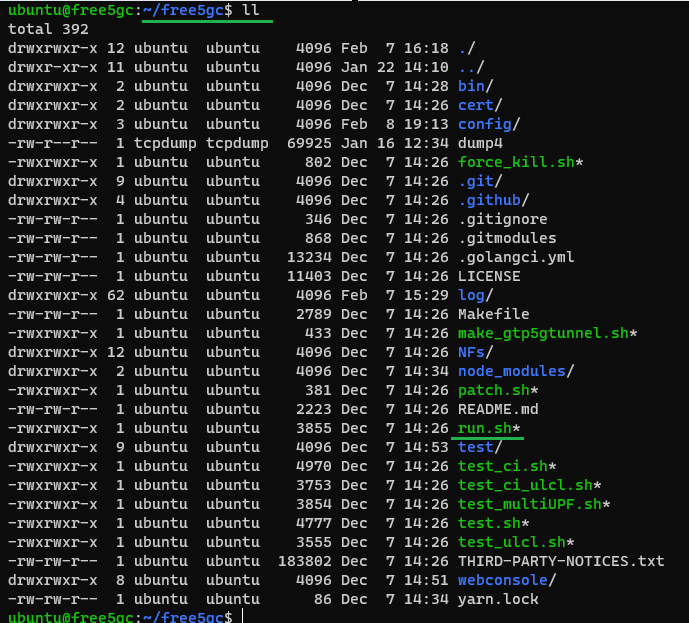 ubuntu@free5gc:~/free5gc$ ll
total 392
drwxrwxr-x 12 ubuntu  ubuntu    4096 Feb  7 16:18 ./
drwxr-xr-x 11 ubuntu  ubuntu    4096 Jan 22 14:10 ../
drwxrwxr-x  2 ubuntu  ubuntu    4096 Dec  7 14:28 bin/
drwxrwxr-x  2 ubuntu  ubuntu    4096 Dec  7 14:26 cert/
drwxrwxr-x  3 ubuntu  ubuntu    4096 Feb  8 19:13 config/
-rw-r--r--  1 tcpdump tcpdump  69925 Jan 16 12:34 dump4
-rwxrwxr-x  1 ubuntu  ubuntu     802 Dec  7 14:26 force_kill.sh*
drwxrwxr-x  9 ubuntu  ubuntu    4096 Dec  7 14:26 .git/
drwxrwxr-x  4 ubuntu  ubuntu    4096 Dec  7 14:26 .github/
-rw-rw-r--  1 ubuntu  ubuntu     346 Dec  7 14:26 .gitignore
-rw-rw-r--  1 ubuntu  ubuntu     868 Dec  7 14:26 .gitmodules
-rw-rw-r--  1 ubuntu  ubuntu   13234 Dec  7 14:26 .golangci.yml
-rw-rw-r--  1 ubuntu  ubuntu   11403 Dec  7 14:26 LICENSE
drwxrwxr-x 62 ubuntu  ubuntu    4096 Feb  7 15:29 log/
-rw-rw-r--  1 ubuntu  ubuntu    2789 Dec  7 14:26 Makefile
-rwxrwxr-x  1 ubuntu  ubuntu     433 Dec  7 14:26 make_gtp5gtunnel.sh*
drwxrwxr-x 12 ubuntu  ubuntu    4096 Dec  7 14:26 NFs/
drwxrwxr-x  2 ubuntu  ubuntu    4096 Dec  7 14:34 node_modules/
-rwxrwxr-x  1 ubuntu  ubuntu     381 Dec  7 14:26 patch.sh*
-rw-rw-r--  1 ubuntu  ubuntu    2223 Dec  7 14:26 README.md
-rwxrwxr-x  1 ubuntu  ubuntu    3855 Dec  7 14:26 run.sh*
drwxrwxr-x  9 ubuntu  ubuntu    4096 Dec  7 14:53 test/
-rwxrwxr-x  1 ubuntu  ubuntu    4970 Dec  7 14:26 test_ci.sh*
-rwxrwxr-x  1 ubuntu  ubuntu    3753 Dec  7 14:26 test_ci_ulcl.sh*
-rwxrwxr-x  1 ubuntu  ubuntu    3854 Dec  7 14:26 test_multiUPF.sh*
-rwxrwxr-x  1 ubuntu  ubuntu    4777 Dec  7 14:26 test.sh*
-rwxrwxr-x  1 ubuntu  ubuntu    3555 Dec  7 14:26 test_ulcl.sh*
-rw-rw-r--  1 ubuntu  ubuntu  183802 Dec  7 14:26 THIRD-PARTY-NOTICES.txt
drwxrwxr-x  8 ubuntu  ubuntu    4096 Dec  7 14:51 webconsole/
-rw-rw-r--  1 ubuntu  ubuntu      86 Dec  7 14:34 yarn.lock
ubuntu@free5gc:~/free5gc$